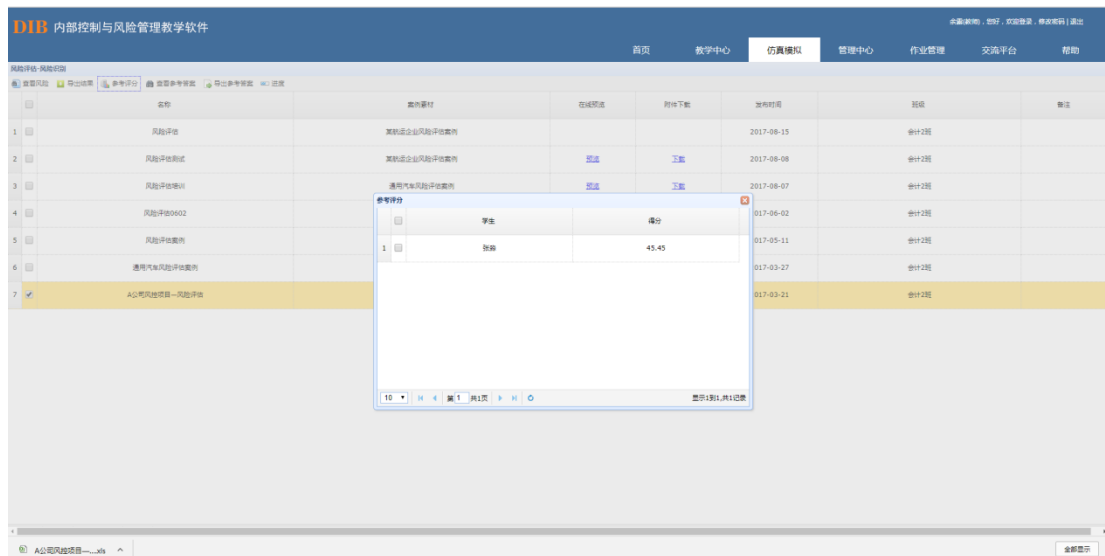 DIB 内部控制与风险管理教学软件
您好，欢迎登录，修改密码 | 退出
首页 教学中心 仿真模拟 管理中心 作业管理 交流平台 帮助
风险评估-风险识别
查看风险 导出结果 参考评分 查看参考答案 导出参考答案 进度
名称 案例素材 在线预览 附件下载 发布时间 班级 备注
1 风险评估 某航运企业风险评估案例 2017-08-15 会计2班
2 风险评估测试 某航运企业风险评估案例 预览 下载 2017-08-08 会计2班
3 风险评估培训 通用汽车风险评估案例 预览 下载 2017-08-07 会计2班
4 风险评估0602 2017-06-02 会计2班
5 风险评估案例 2017-05-11 会计2班
6 通用汽车风险评估案例 2017-03-27 会计2班
7 A公司风控项目—风险评估 2017-03-21 会计2班
参考评分
学生 得分
1 45.45
10 第 1 共1页 显示1到1,共1记录
A公司风控项目—....xls 全部显示